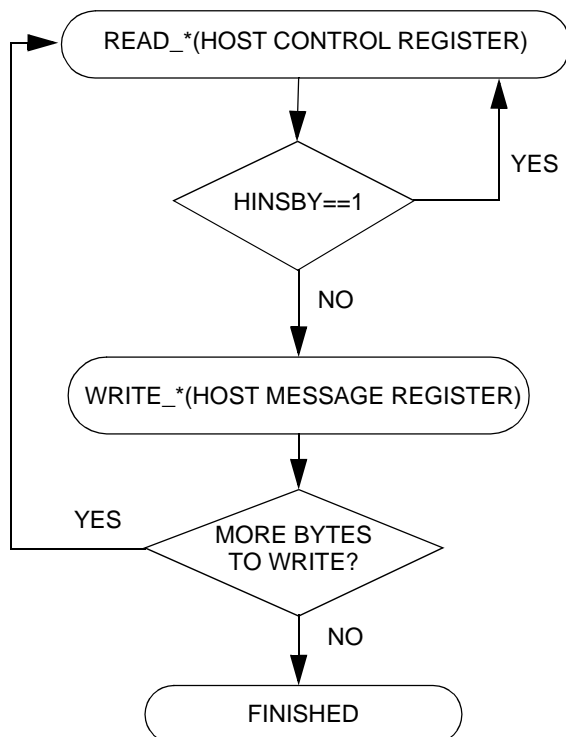 READ_*(HOST CONTROL REGISTER)
YES
HINSBY==1
NO
WRITE_*(HOST MESSAGE REGISTER)
YES
MORE BYTES
TO WRITE?
NO
FINISHED